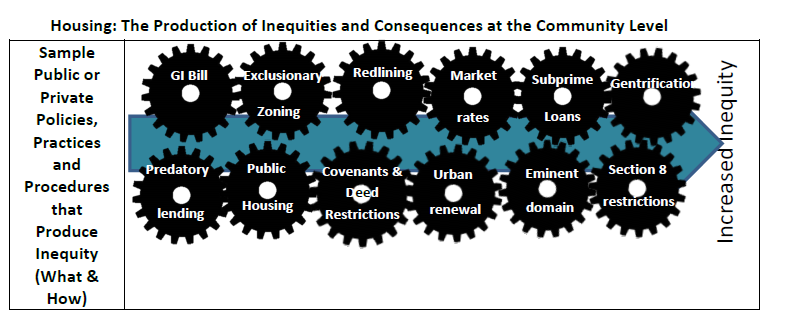 Housing: The Production of Inequities and Consequences at the Community Level
Sample
Public or
Private
Policies,
Practices
and
Procedures
that
Produce
Inequity
(What &
How)
GI Bill
Exclusionary
Zoning
Redlining
Market
rates
Subprime
Loans
Gentrification
Predatory
lending
Public
Housing
Covenants &
Deed
Restrictions
Urban
renewal
Eminent
domain
Section 8
restrictions
Increased Inequity